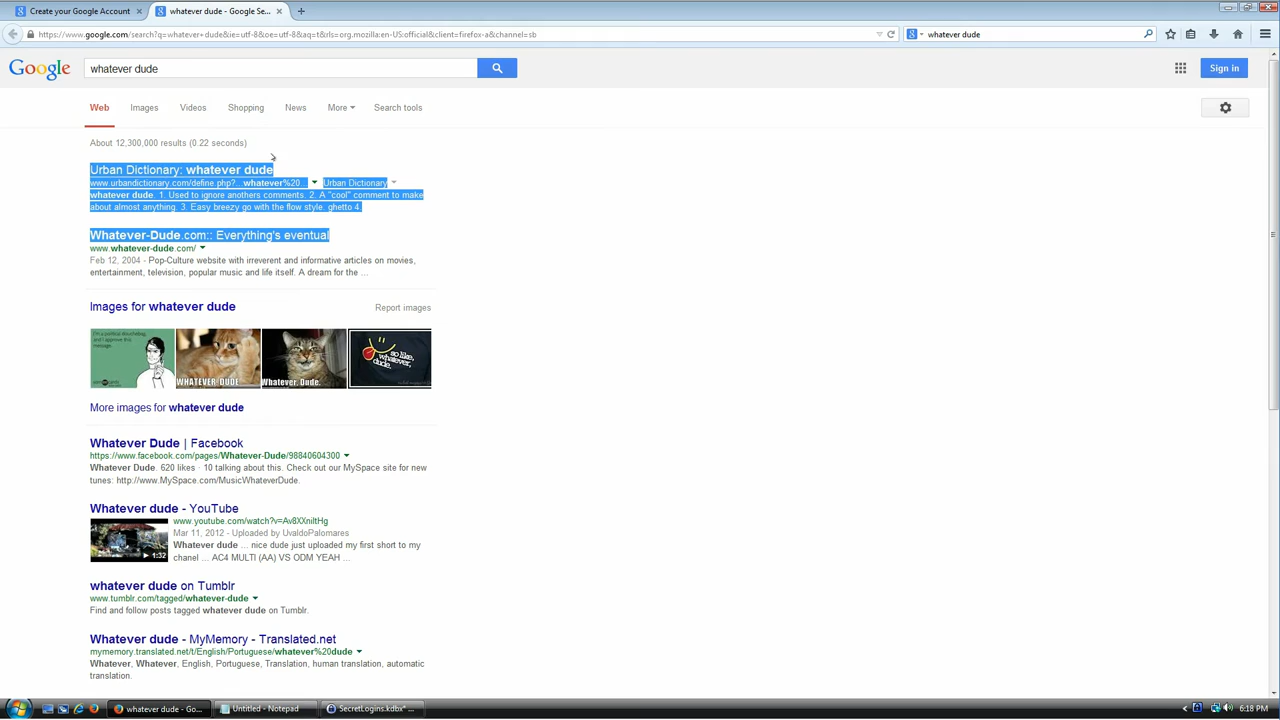 Create your Google Account
whatever dude - Google Se...
https://www.google.com/search?q=whatever+dude&ie=utf-8&oe=utf-8&aq=t&rls=org.mozilla:en-US:official&client=firefox-a&channel=sb
whatever dude
Google
whatever dude
Sign in
Web Images Videos Shopping News More Search tools
About 12,300,000 results (0.22 seconds)
Urban Dictionary: whatever dude
www.urbandictionary.com/define.php?...whatever%20... Urban Dictionary
whatever dude. 1. Used to ignore anothers comments. 2. A "cool" comment to make
about almost anything. 3. Easy breezy go with the flow style. ghetto 4.
Whatever-Dude.com:: Everything's eventual
www.whatever-dude.com/
Feb 12, 2004 - Pop-Culture website with irreverent and informative articles on movies,
entertainment, television, popular music and life itself. A dream for the ...
Images for whatever dude
Report images
WHATEVER DUDE
Whatever, Dude.
so like,
whatever,
dude.
More images for whatever dude
Whatever Dude | Facebook
https://www.facebook.com/pages/Whatever-Dude/98840604300
Whatever Dude. 620 likes · 10 talking about this. Check out our MySpace site for new
tunes: http://www.MySpace.com/MusicWhateverDude.
Whatever dude - YouTube
www.youtube.com/watch?v=Av8XXniltHg
Mar 11, 2012 - Uploaded by UvaldoPalomares
Whatever dude ... nice dude just uploaded my first short to my
chanel ... AC4 MULTI (AA) VS ODM YEAH ...
1:32
whatever dude on Tumblr
www.tumblr.com/tagged/whatever-dude
Find and follow posts tagged whatever dude on Tumblr.
Whatever dude - MyMemory - Translated.net
mymemory.translated.net/t/English/Portuguese/whatever%20dude
Whatever, Whatever, English, Portuguese, Translation, human translation, automatic
translation.
whatever dude - Go...
Untitled - Notepad
SecretLogins.kdbx* ...
6:18 PM